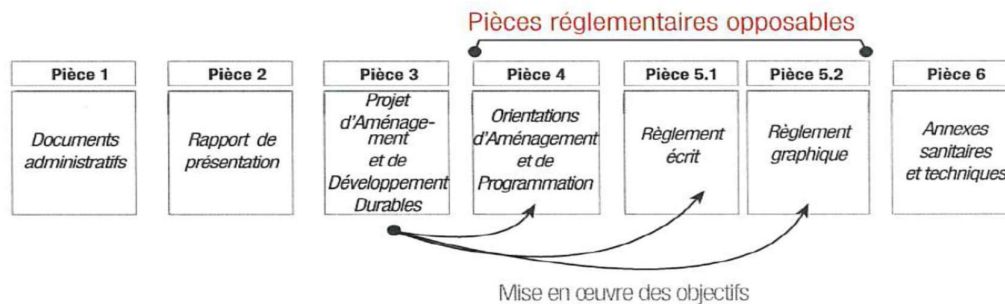 Pièces réglementaires opposables
Pièce 1
Documents
administratifs
Pièce 2
Rapport de
présentation
Pièce 3
Projet
d'Aménage-
ment
et de
Développement
Durables
Pièce 4
Orientations
d'Aménagement
et de
Programmation
Pièce 5.1
Règlement
écrit
Pièce 5.2
Règlement
graphique
Pièce 6
Annexes
sanitaires
et techniques
Mise en œuvre des objectifs